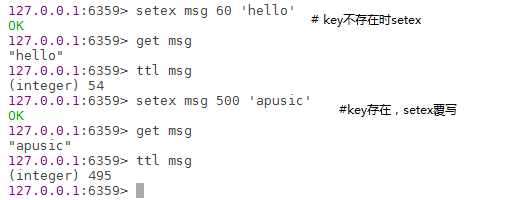 127.0.0.1:6359> setex msg 60 'hello' # key不存在时setex
OK
127.0.0.1:6359> get msg
"hello"
127.0.0.1:6359> ttl msg
(integer) 54
127.0.0.1:6359> setex msg 500 'apusic' #key存在，setex覆写
OK
127.0.0.1:6359> get msg
"apusic"
127.0.0.1:6359> ttl msg
(integer) 495
127.0.0.1:6359>